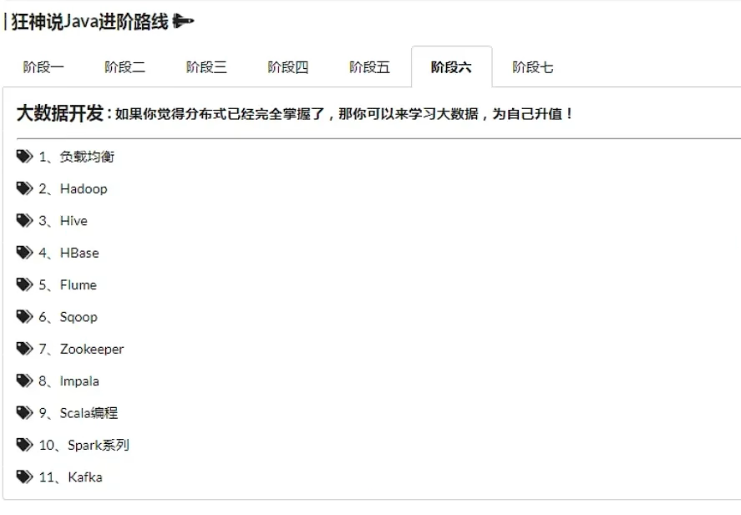 | 狂神说Java进阶路线
阶段一 阶段二 阶段三 阶段四 阶段五 阶段六 阶段七
大数据开发：如果你觉得分布式已经完全掌握了，那你可以来学习大数据，为自己升值！
1、负载均衡
2、Hadoop
3、Hive
4、HBase
5、Flume
6、Sqoop
7、Zookeeper
8、Impala
9、Scala编程
10、Spark系列
11、Kafka